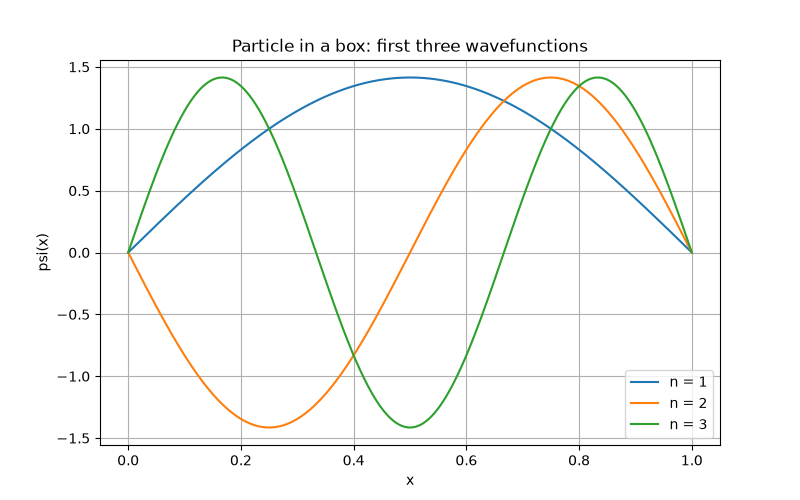 Particle in a box: first three wavefunctions
psi(x)
1.5
1.0
0.5
0.0
−0.5
−1.0
−1.5
0.0 0.2 0.4 0.6 0.8 1.0
x
n = 1
n = 2
n = 3